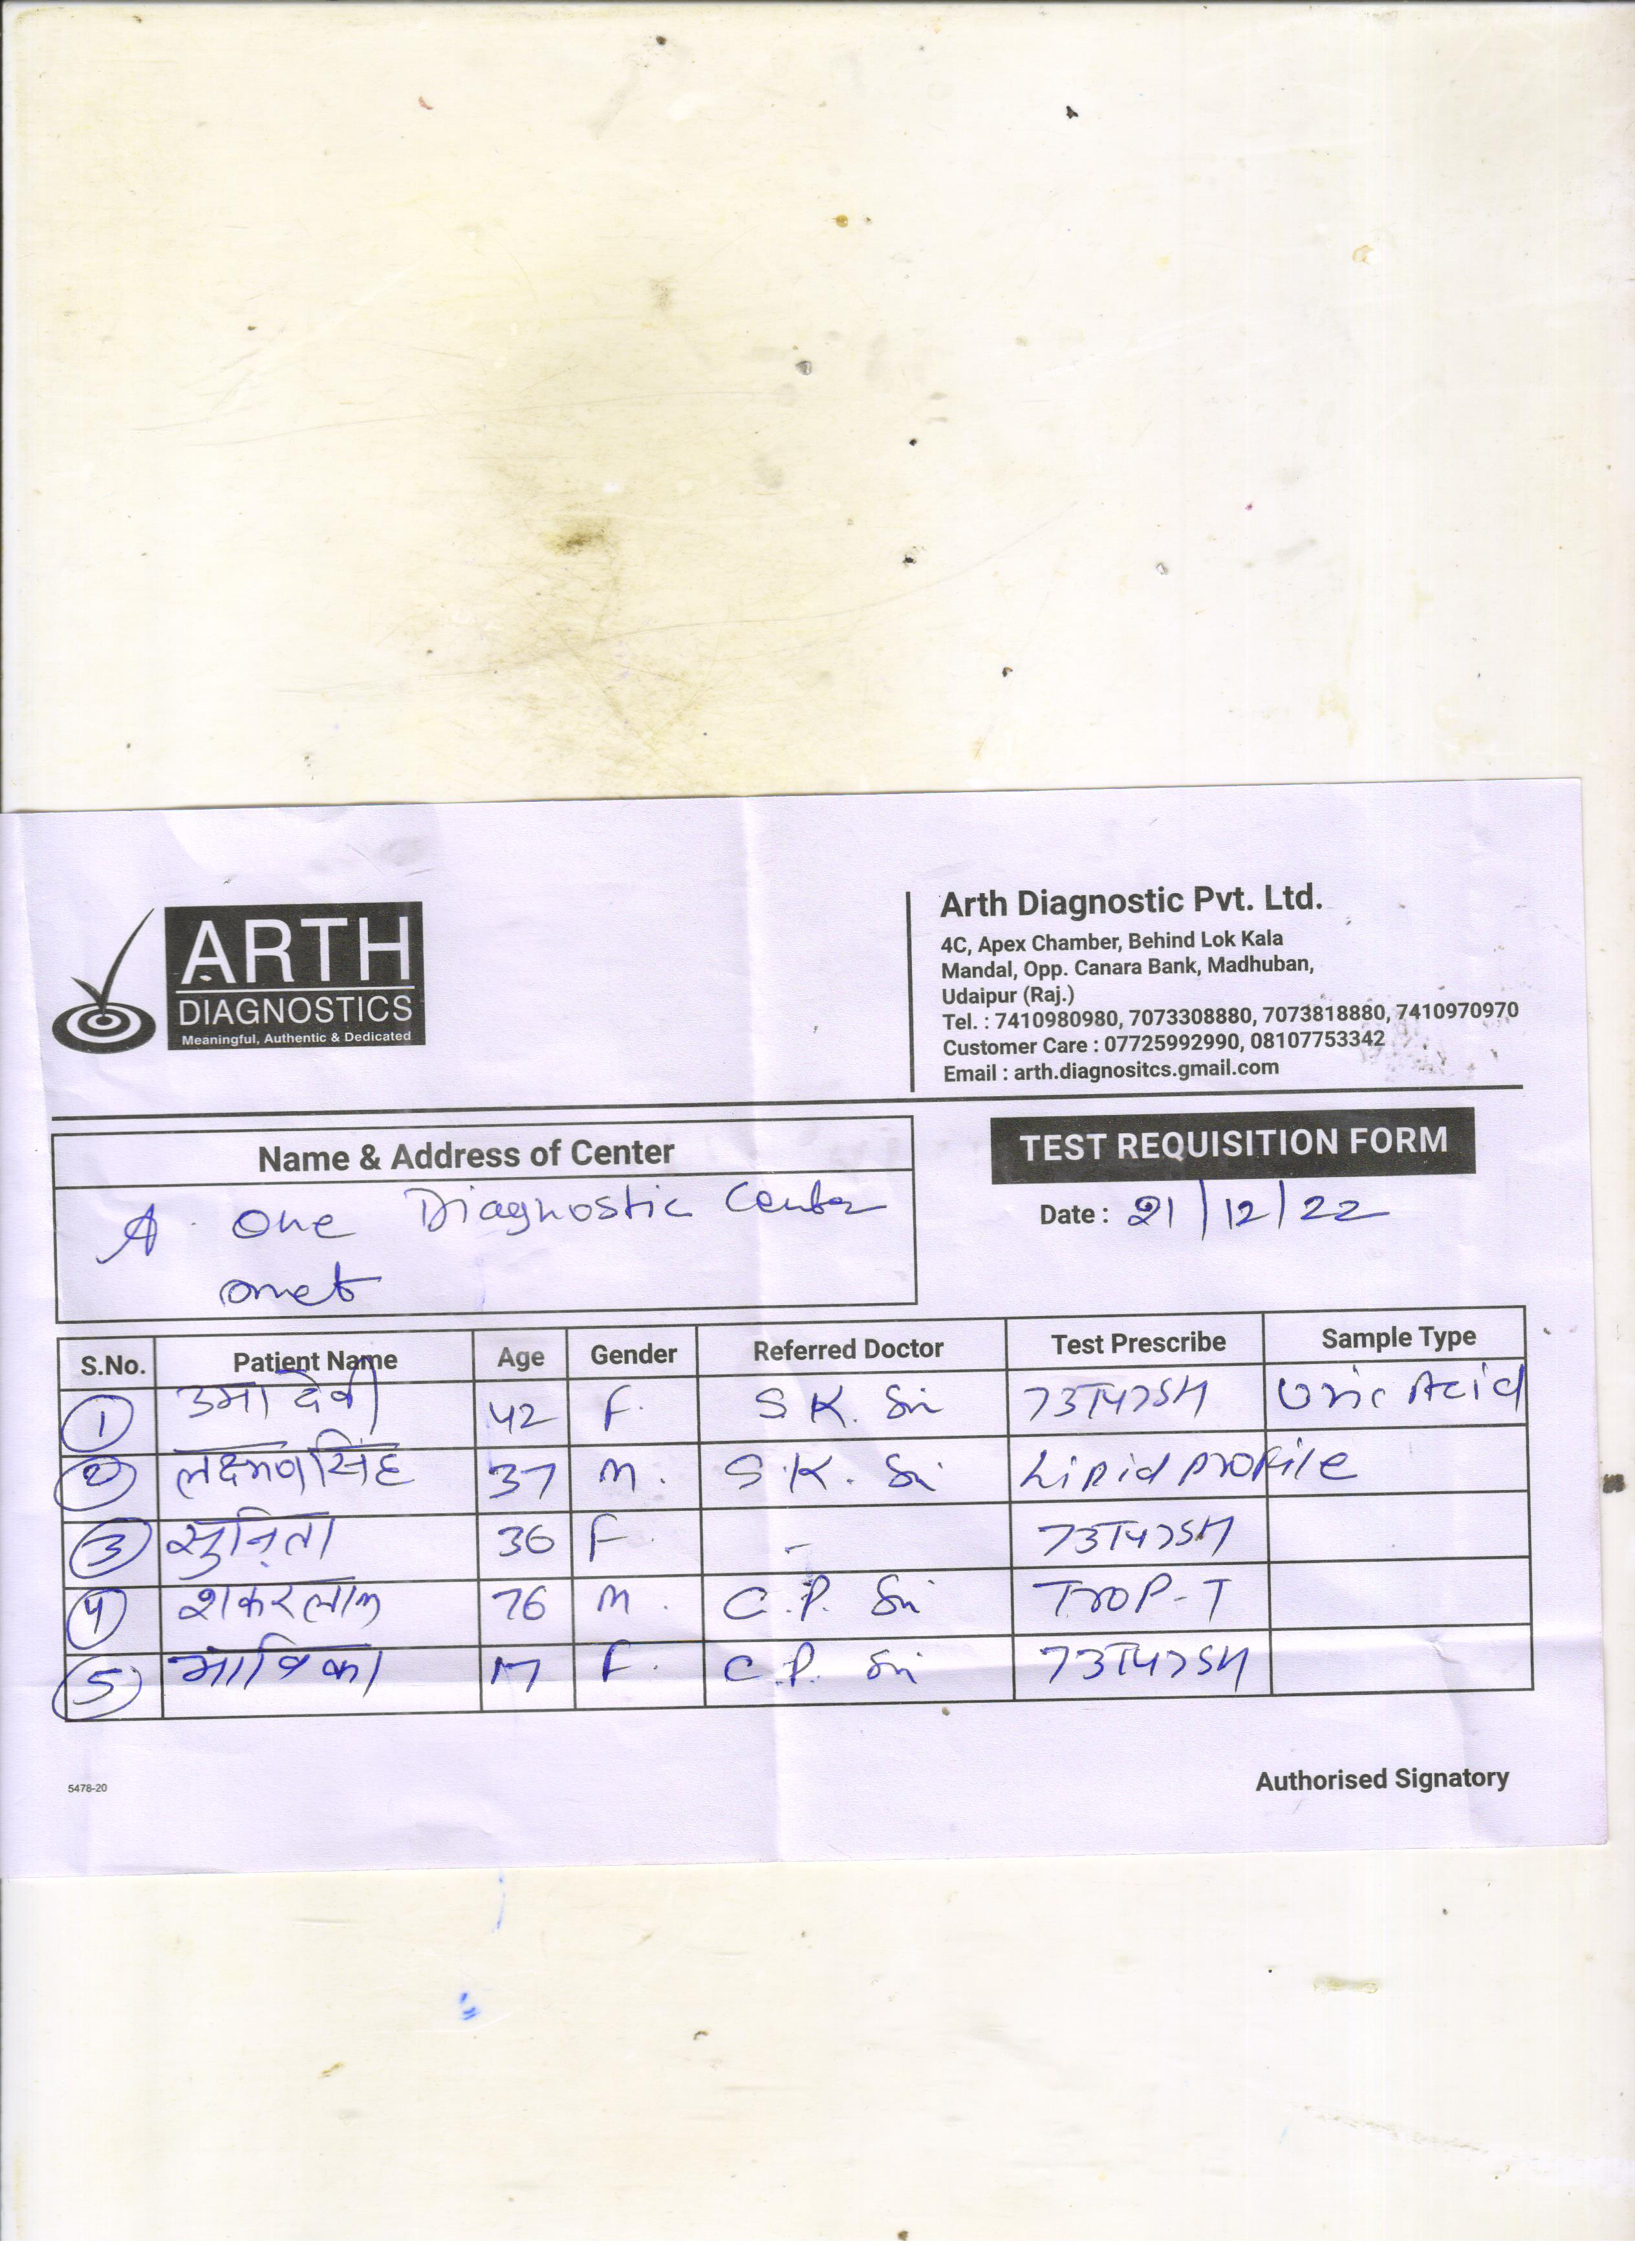 ARTH
DIAGNOSTICS
Meaningful, Authentic & Dedicated
Arth Diagnostic Pvt. Ltd.
4C, Apex Chamber, Behind Lok Kala
Mandal, Opp. Canara Bank, Madhuban,
Udaipur (Raj.)
Tel. : 7410980980, 7073308880, 7073818880, 7410970970
Customer Care : 07725992990, 08107753342
Email : arth.diagnositcs.gmail.com
Name & Address of Center
TEST REQUISITION FORM
A One Diagnostic Center
Date : 21/12/22
S.No. Patient Name Age Gender Referred Doctor Test Prescribe Sample Type
1 उमा देवी 42 F. S K. Sir T3T4TSH Uric Acid
2 लक्ष्मण सिंह 37 M. S.K. Sir Lipid Profile
3 सुनिता 36 F. - T3T4TSH
4 शंकरलाल 76 M. C.P. Sir TROP-T
5 17 F. C.P. Sir T3T4TSH
5478-20
Authorised Signatory